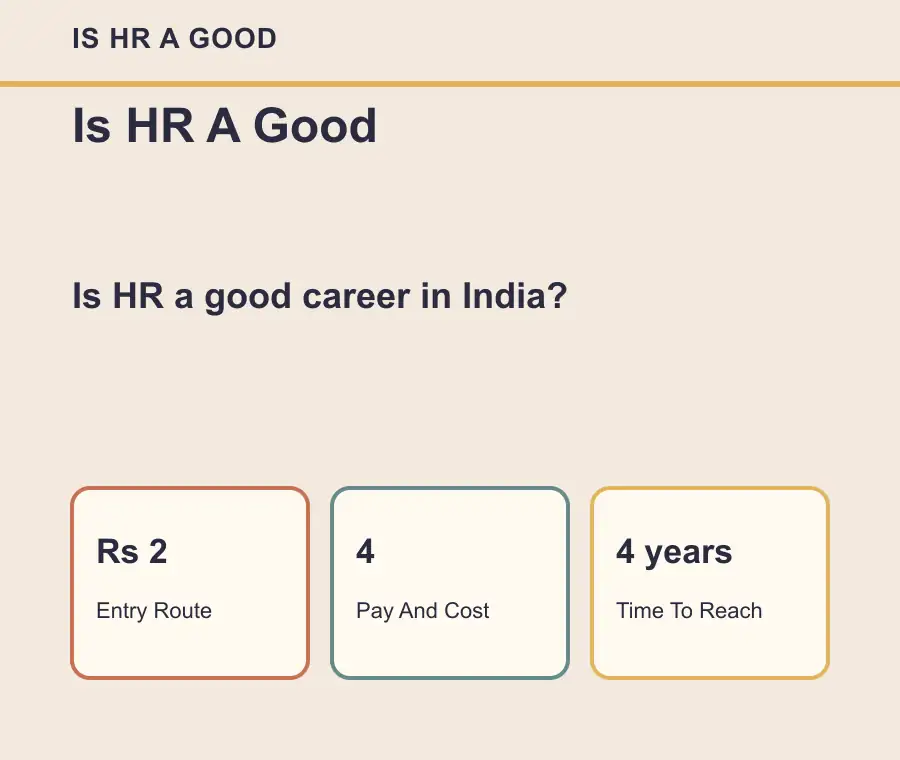 IS HR A GOOD
Is HR A Good
Is HR a good career in India?
Rs 2
Entry Route
4
Pay And Cost
4 years
Time To Reach